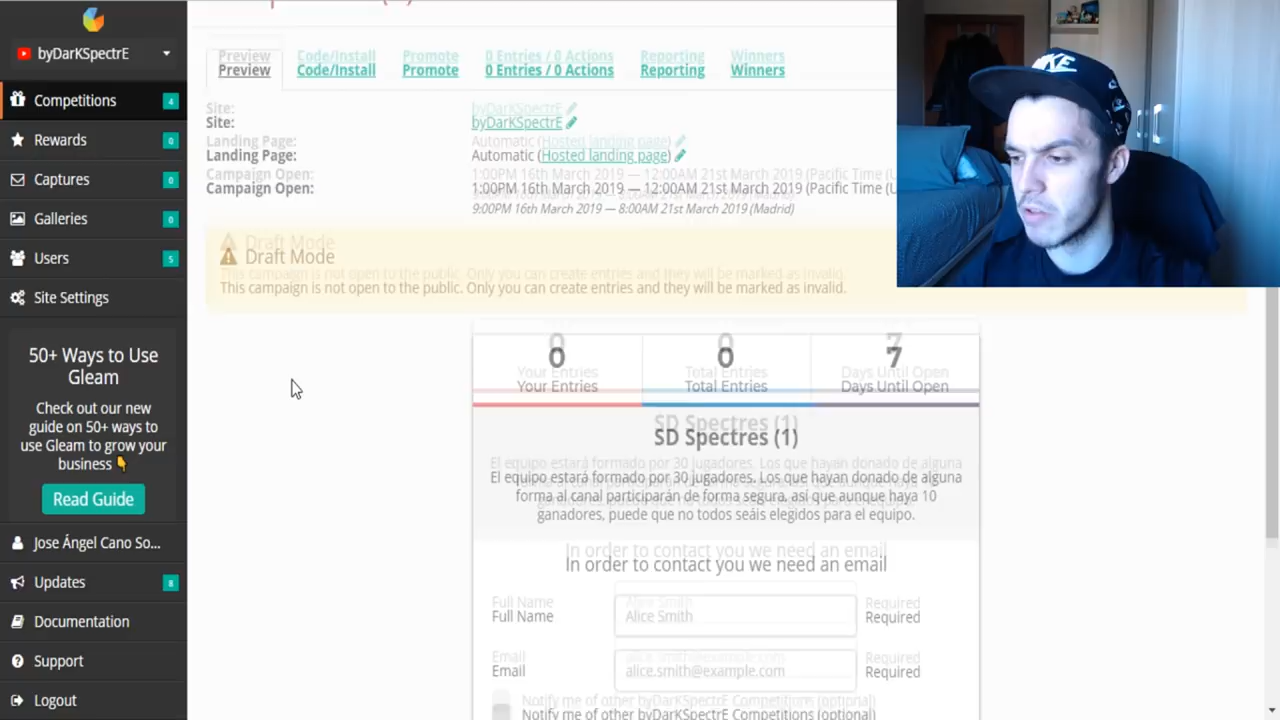 byDarKSpectrE
Competitions 4
Rewards 0
Captures 0
Galleries 0
Users 5
Site Settings
50+ Ways to Use
Gleam
Check out our new
guide on 50+ ways to
use Gleam to grow your
business 👇
Read Guide
Jose Ángel Cano So...
Updates 8
Documentation
Support
Logout
Preview Code/Install Promote 0 Entries / 0 Actions Reporting Winners
Site: byDarKSpectrE
Landing Page: Automatic (Hosted landing page)
Campaign Open: 1:00PM 16th March 2019 — 12:00AM 21st March 2019 (Pacific Time (U
9:00PM 16th March 2019 — 8:00AM 21st March 2019 (Madrid)
Draft Mode
This campaign is not open to the public. Only you can create entries and they will be marked as invalid.
0 0 7
Your Entries Total Entries Days Until Open
SD Spectres (1)
El equipo estará formado por 30 jugadores. Los que hayan donado de alguna
forma al canal participarán de forma segura, asi que aunque haya 10
ganadores, puede que no todos seáis elegidos para el equipo.
In order to contact you we need an email
Full Name Alice Smith Required
Email alice.smith@example.com Required
Notify me of other byDarKSpectrE Competitions (optional)
NIKE